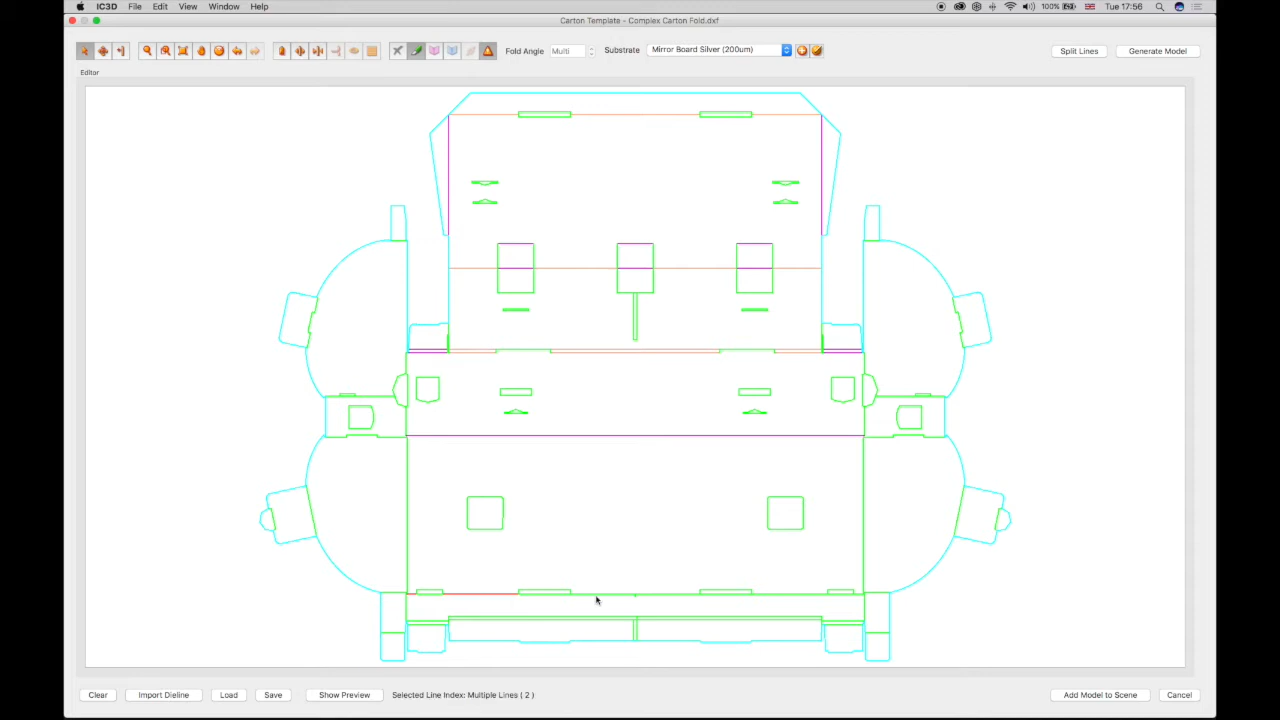 IC3D File Edit View Window Help 100% Tue 17:56
Carton Template - Complex Carton Fold.dxf
Fold Angle Multi Substrate Mirror Board Silver (200um) Split Lines Generate Model
Editor
Clear Import Dieline Load Save Show Preview Selected Line Index: Multiple Lines ( 2 ) Add Model to Scene Cancel